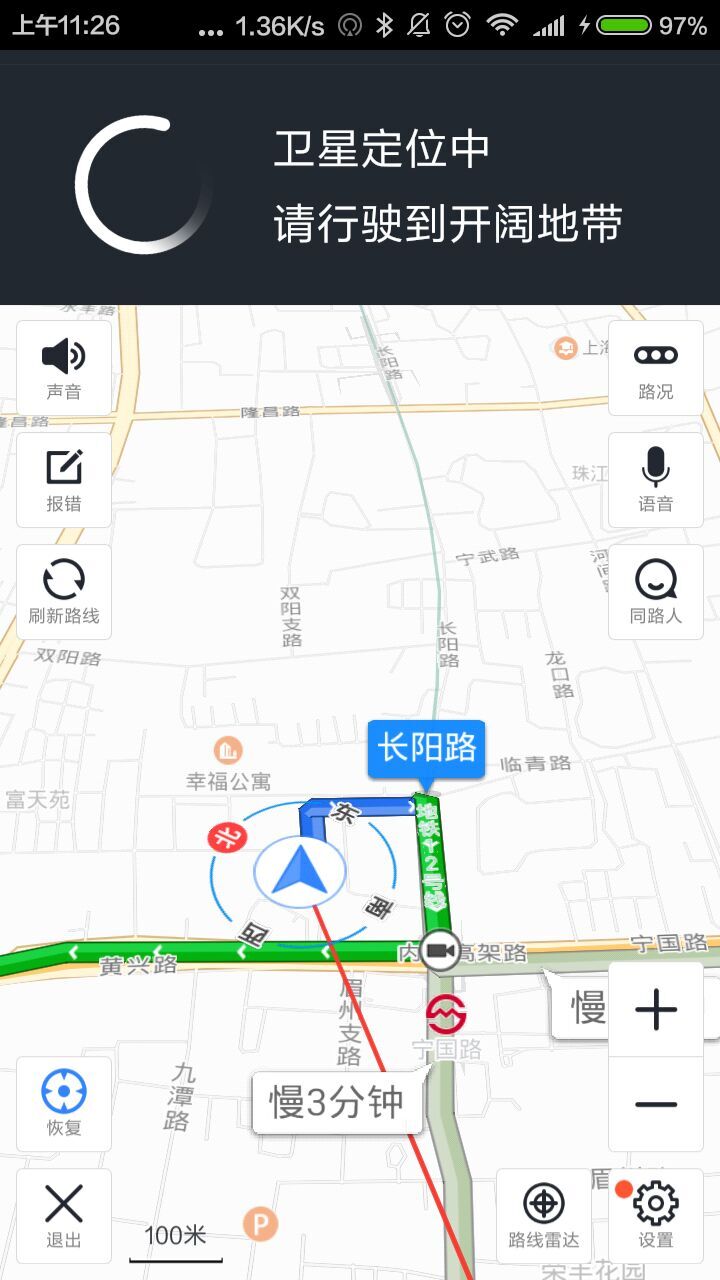 上午11:26
... 1.36K/s
97%
卫星定位中
请行驶到开阔地带
声音
报错
刷新路线
路况
语音
同路人
长阳路
上海
隆昌路
隆昌路
珠江
宁武路
双阳支路
长阳路
龙口路
双阳路
长阳路
临青路
幸福公寓
富天苑
北
东
南
西
地铁12号线
黄兴路
内
高架路
宁国路
眉州支路
宁国路
慢
慢3分钟
九潭路
恢复
退出
100米
P
路线雷达
设置
荣丰花园